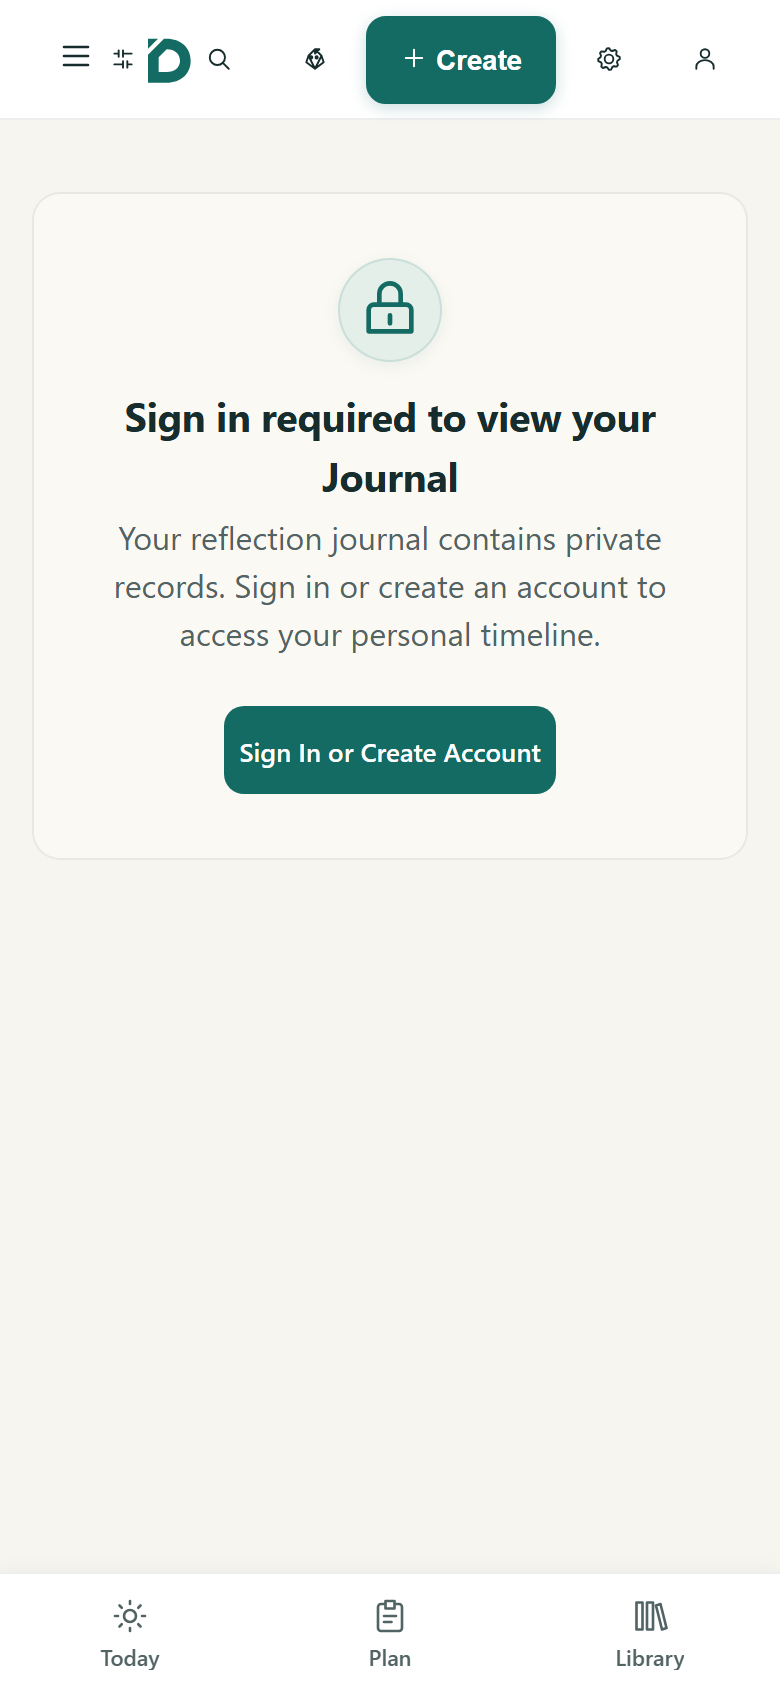 Create
Sign in required to view your
Journal
Your reflection journal contains private
records. Sign in or create an account to
access your personal timeline.
Sign In or Create Account
Today
Plan
Library